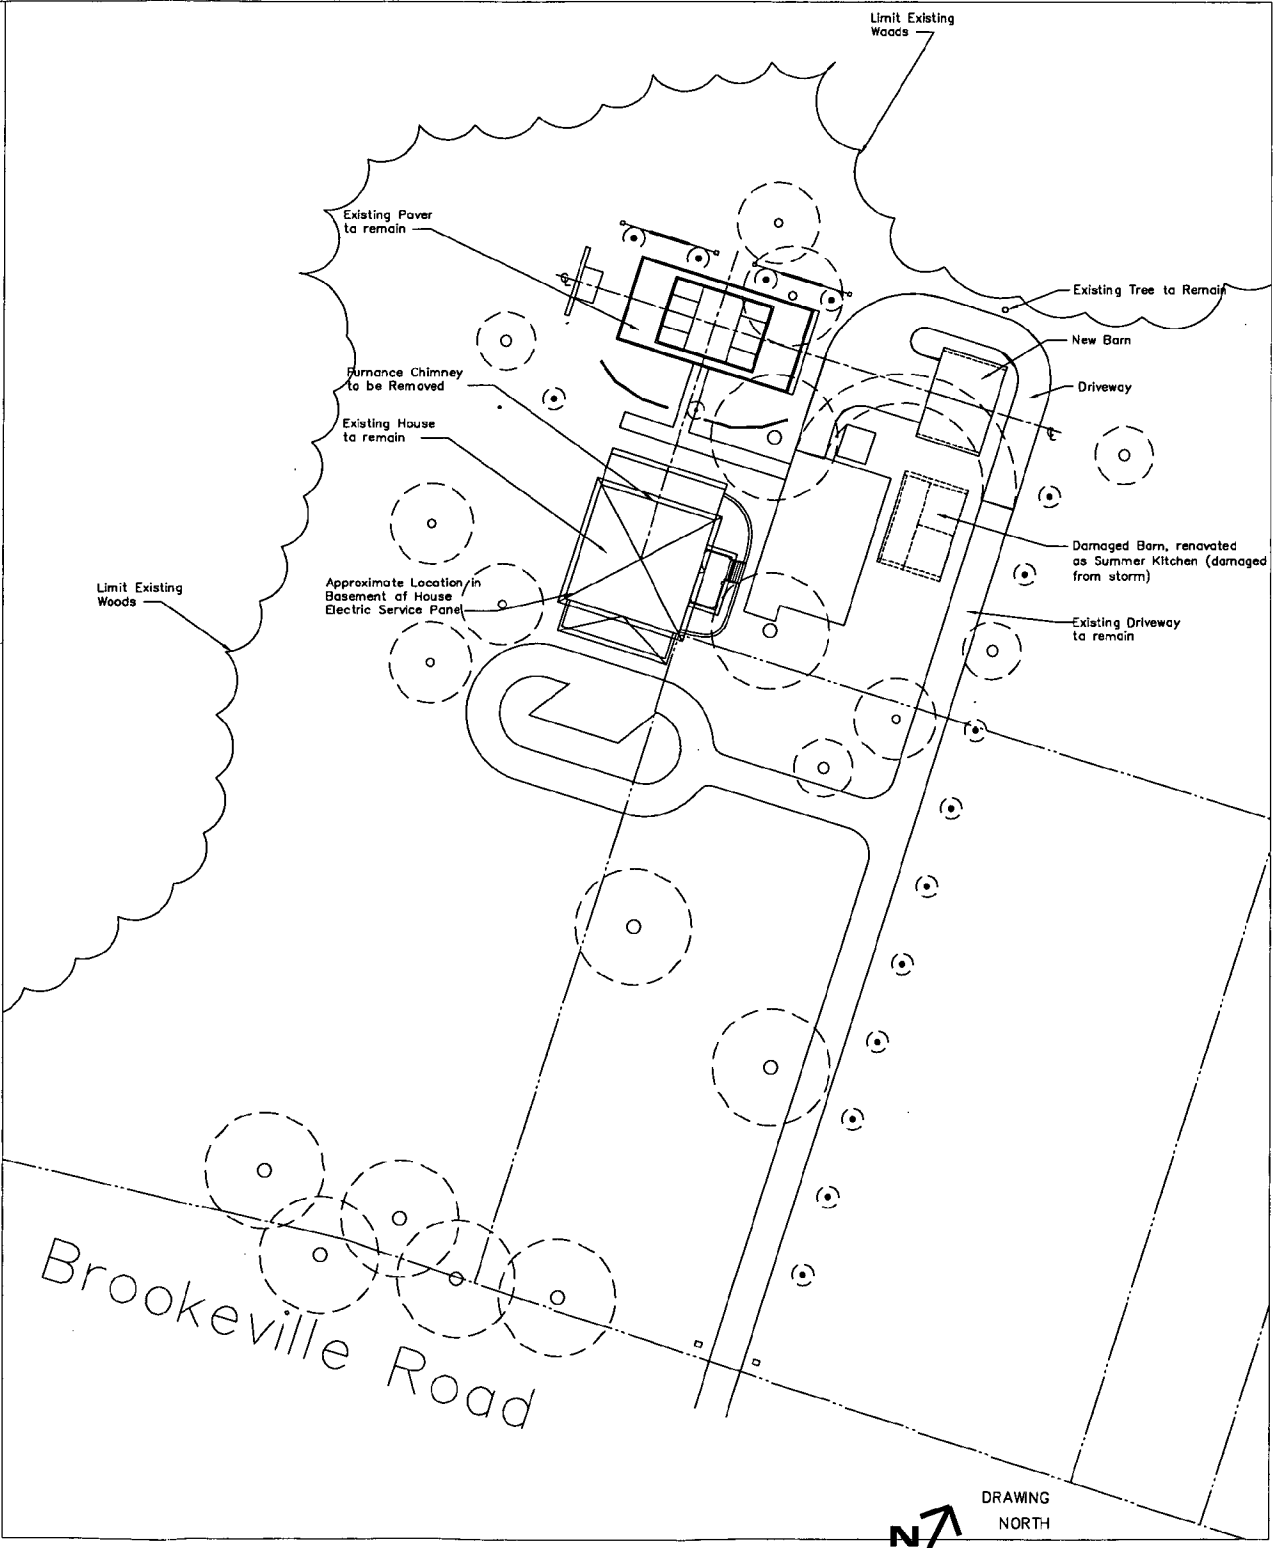 Limit Existing
Woods
Existing Paver
to remain
Existing Tree to Remain
New Barn
Furnance Chimney
to be Removed
Driveway
Existing House
to remain
Damaged Barn, renovated
as Summer Kitchen (damaged
from storm)
Approximate Location in
Basement of House
Electric Service Panel
Limit Existing
Woods
Existing Driveway
to remain
Brookeville Road
DRAWING
NORTH
N